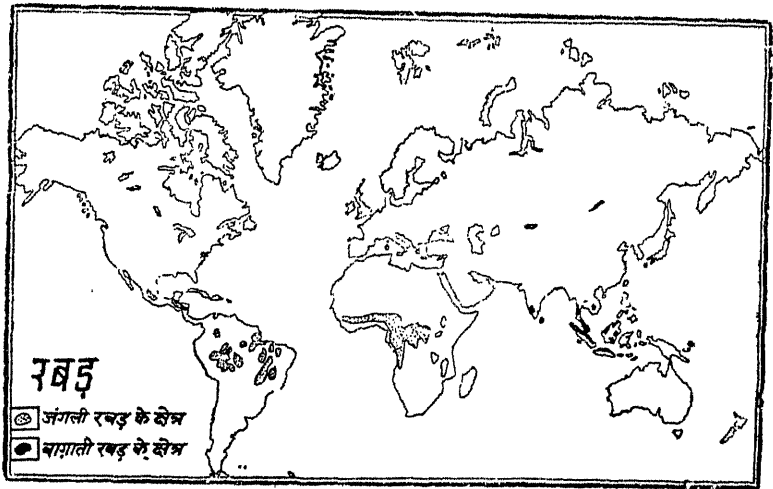 रबड़
जंगली रबड़ के क्षेत्र
बाग़ाती रबड़ के क्षेत्र